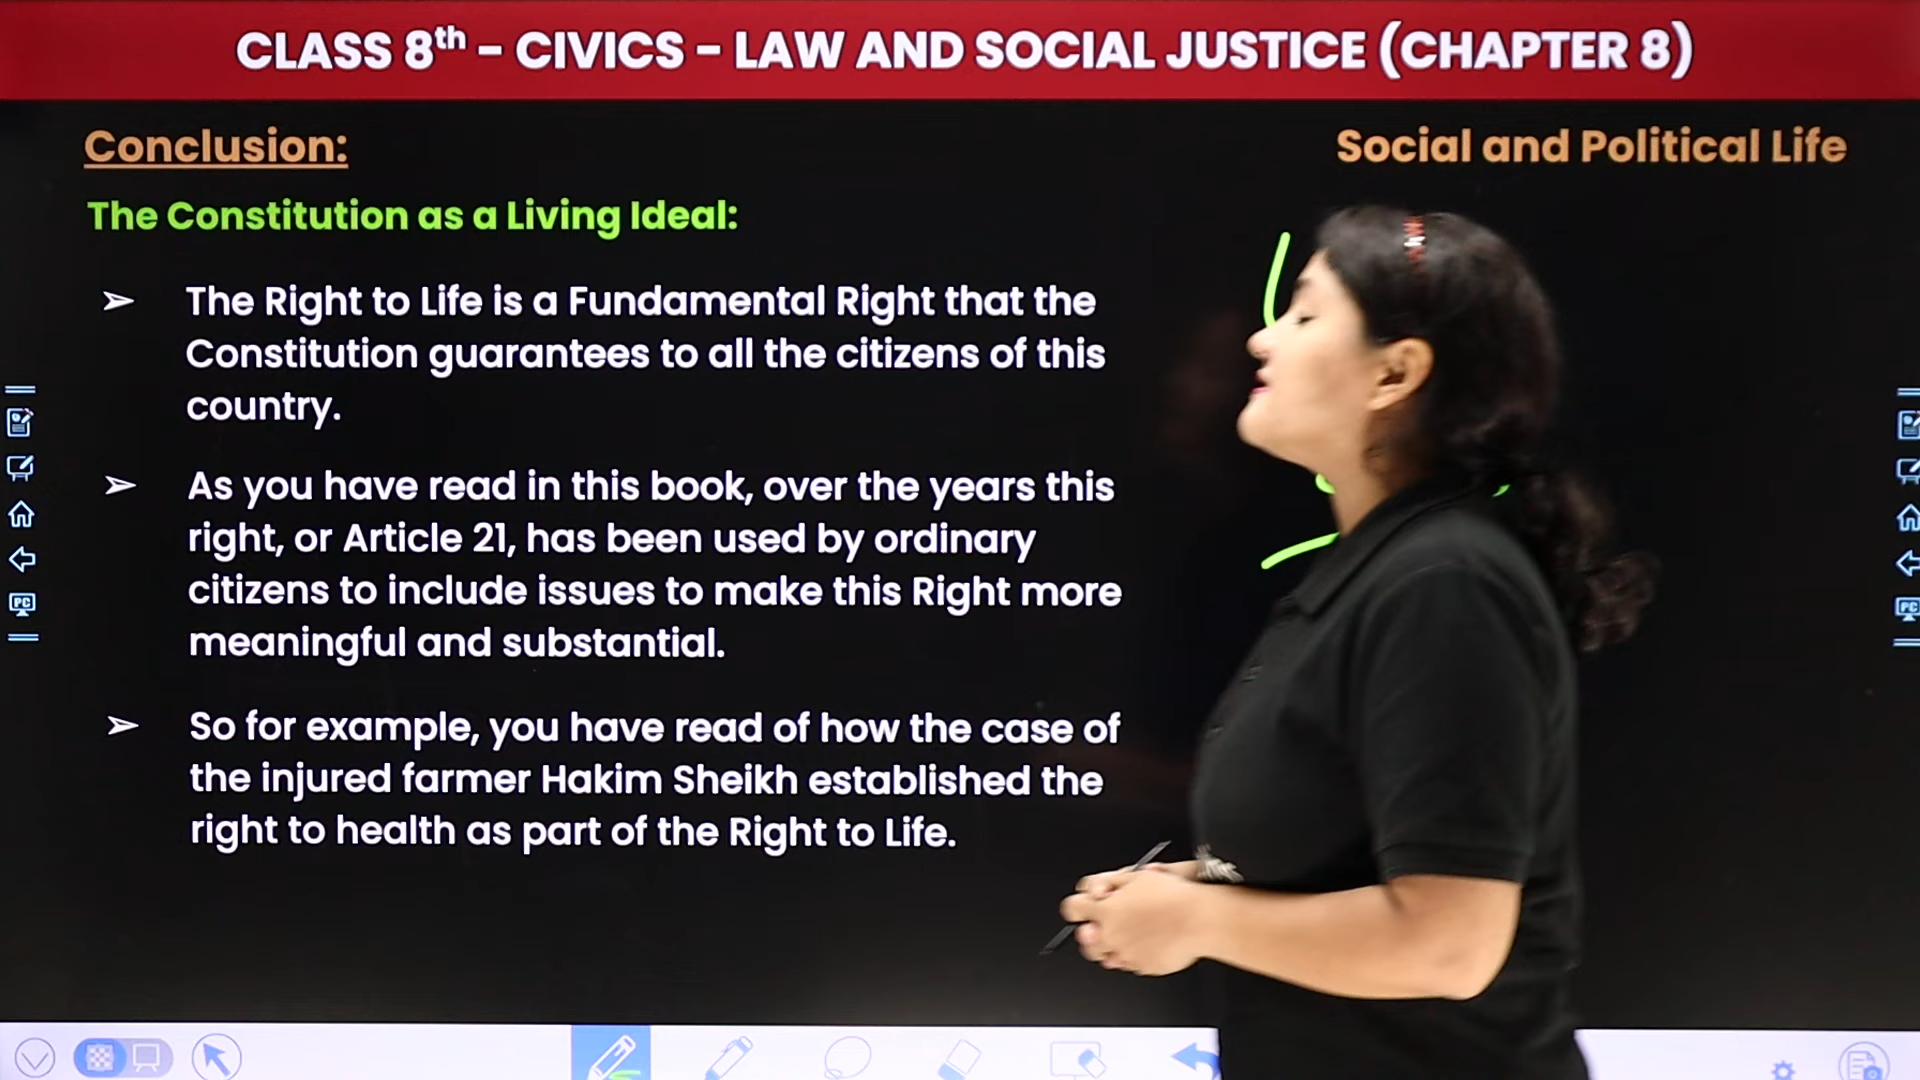 CLASS 8th - CIVICS - LAW AND SOCIAL JUSTICE (CHAPTER 8)
Conclusion:
Social and Political Life
The Constitution as a Living Ideal:
➢ The Right to Life is a Fundamental Right that the
Constitution guarantees to all the citizens of this
country.
➢ As you have read in this book, over the years this
right, or Article 21, has been used by ordinary
citizens to include issues to make this Right more
meaningful and substantial.
➢ So for example, you have read of how the case of
the injured farmer Hakim Sheikh established the
right to health as part of the Right to Life.
PC
PC